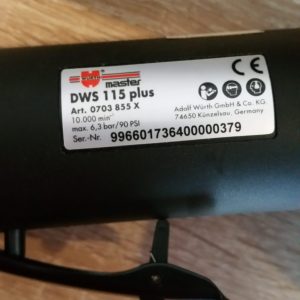 WÜRTH
master
DWS 115 plus
Art. 0703 855 X
10.000 min⁻¹
max. 6,3 bar/90 PSI
Ser.-Nr. 996601736400000379
CE
Adolf Würth GmbH & Co. KG
74650 Künzelsau, Germany